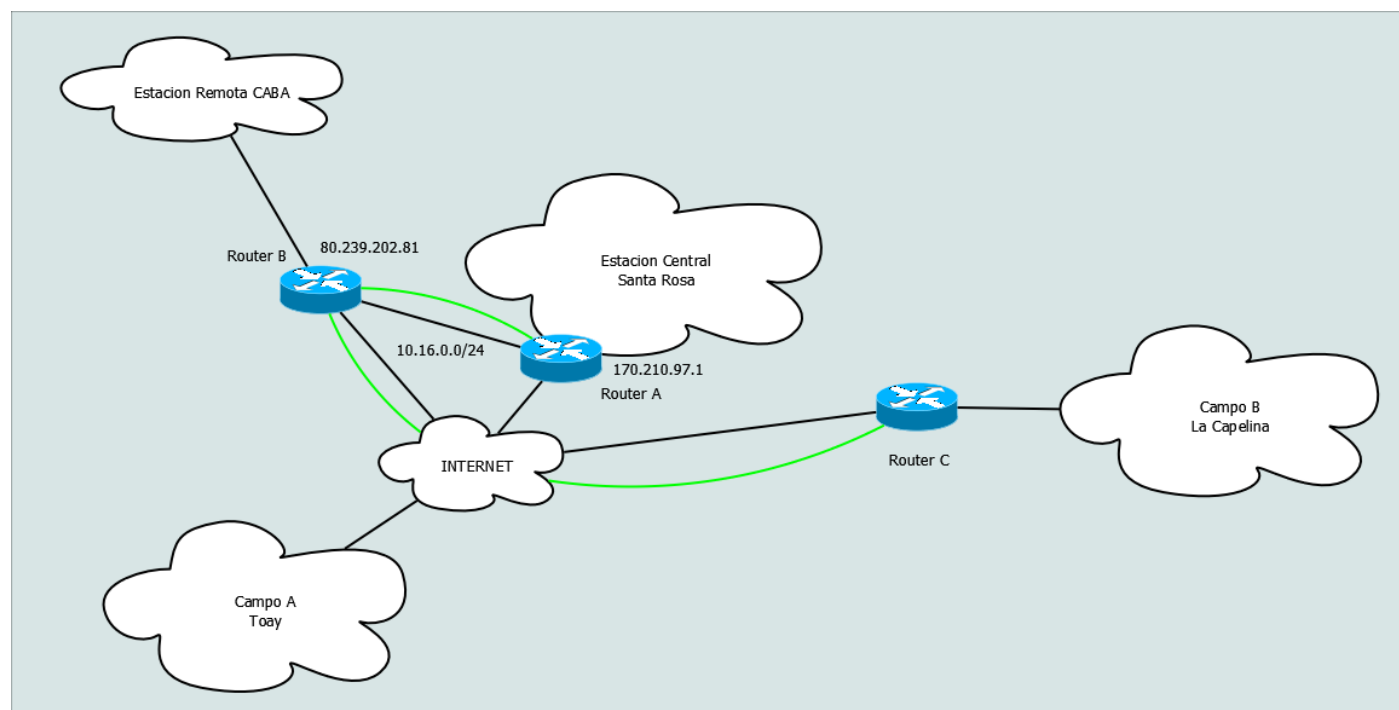 Estacion Remota CABA
80.239.202.81
Router B
Estacion Central
Santa Rosa
10.16.0.0/24
170.210.97.1
Router A
Campo B
La Capelina
INTERNET
Router C
Campo A
Toay